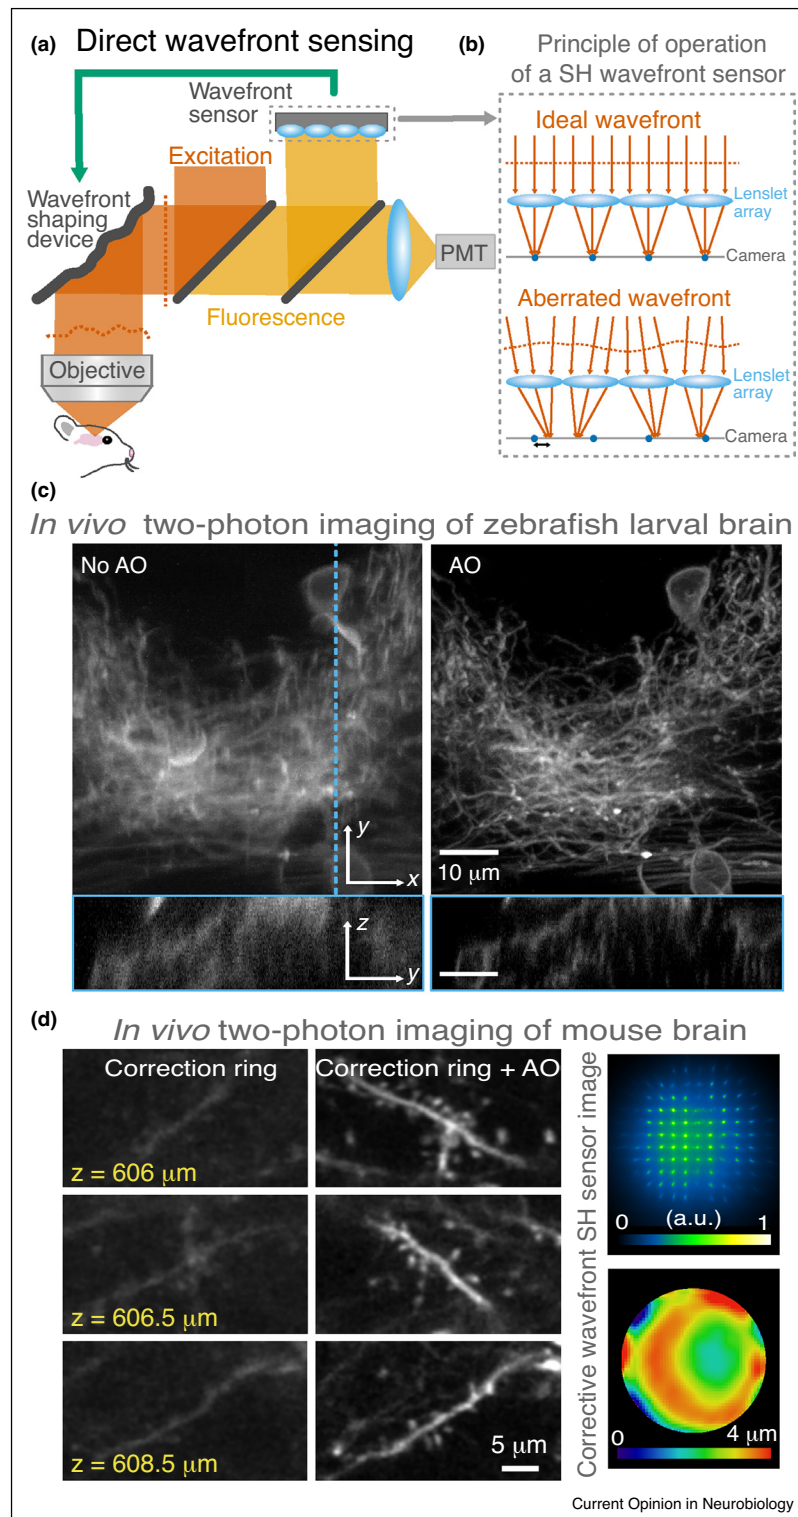 (a) Direct wavefront sensing
Wavefront
sensor
Excitation
Wavefront
shaping
device
Fluorescence
PMT
Objective
(b) Principle of operation
of a SH wavefront sensor
Ideal wavefront
Lenslet
array
Camera
Aberrated wavefront
Lenslet
array
Camera
(c)
In vivo two-photon imaging of zebrafish larval brain
No AO
y
x
AO
10 μm
z
y
(d)
In vivo two-photon imaging of mouse brain
Correction ring
Correction ring + AO
z = 606 μm
z = 606.5 μm
z = 608.5 μm
5 μm
Corrective wavefront SH sensor image
0 (a.u.) 1
0 4 μm
Current Opinion in Neurobiology